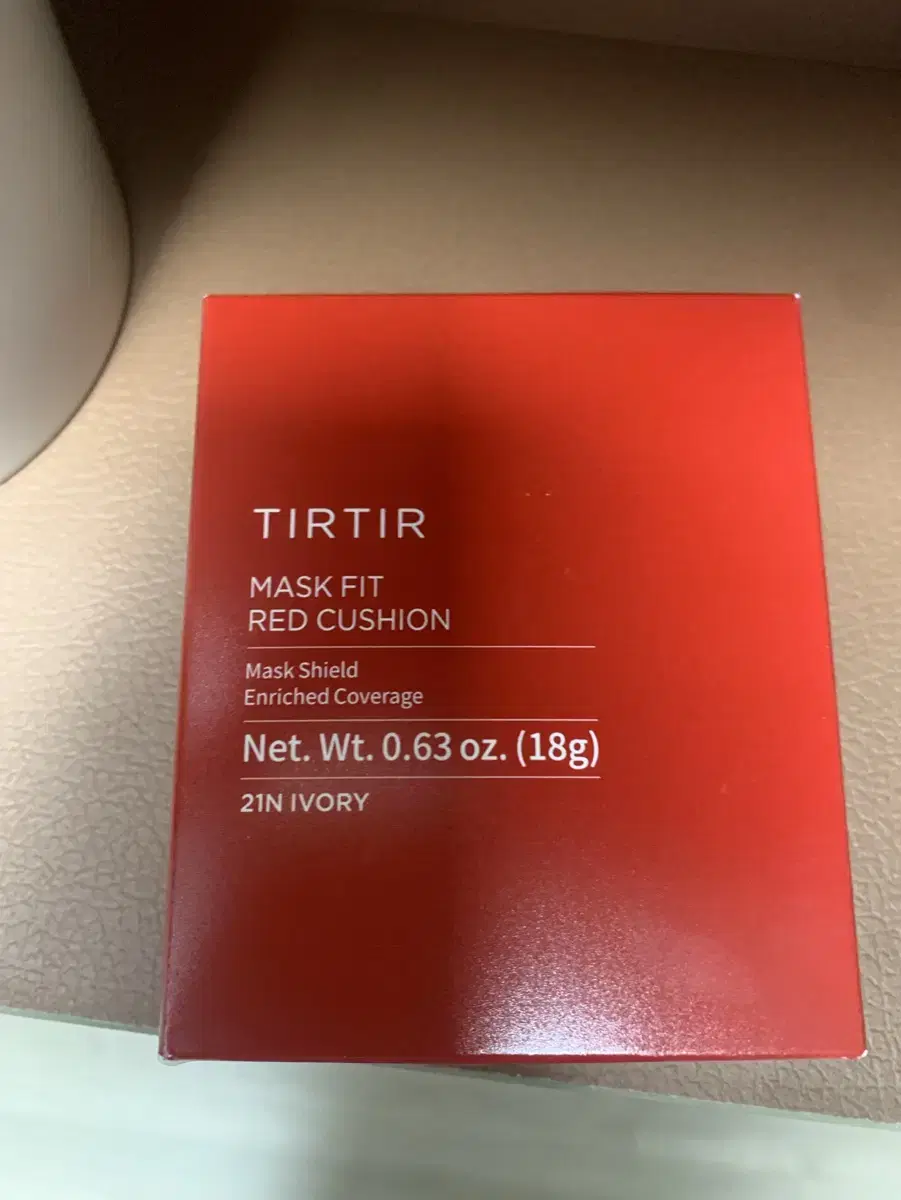 TIRTIR
MASK FIT
RED CUSHION
Mask Shield
Enriched Coverage
Net. Wt. 0.63 oz. (18g)
21N IVORY